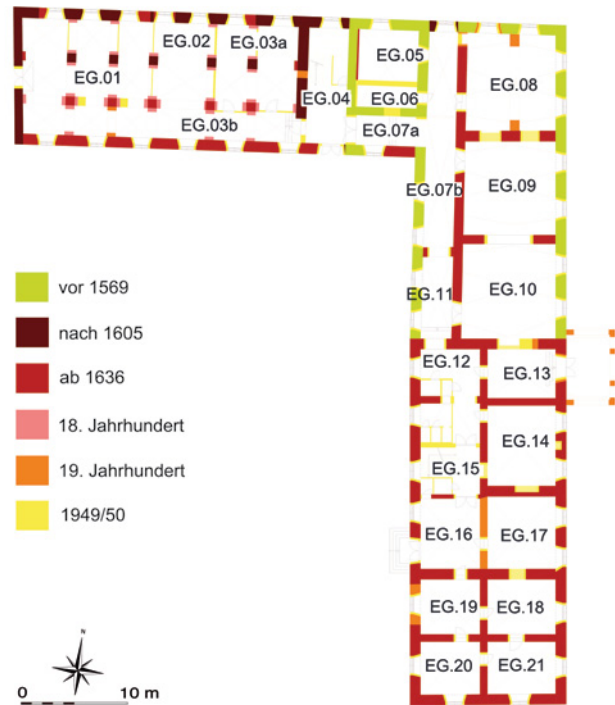 EG.01
EG.02
EG.03a
EG.03b
EG.04
EG.05
EG.06
EG.07a
EG.07b
EG.08
EG.09
EG.10
EG.11
EG.12
EG.13
EG.14
EG.15
EG.16
EG.17
EG.19
EG.18
EG.20
EG.21
vor 1569
nach 1605
ab 1636
18. Jahrhundert
19. Jahrhundert
1949/50
N
0 10 m